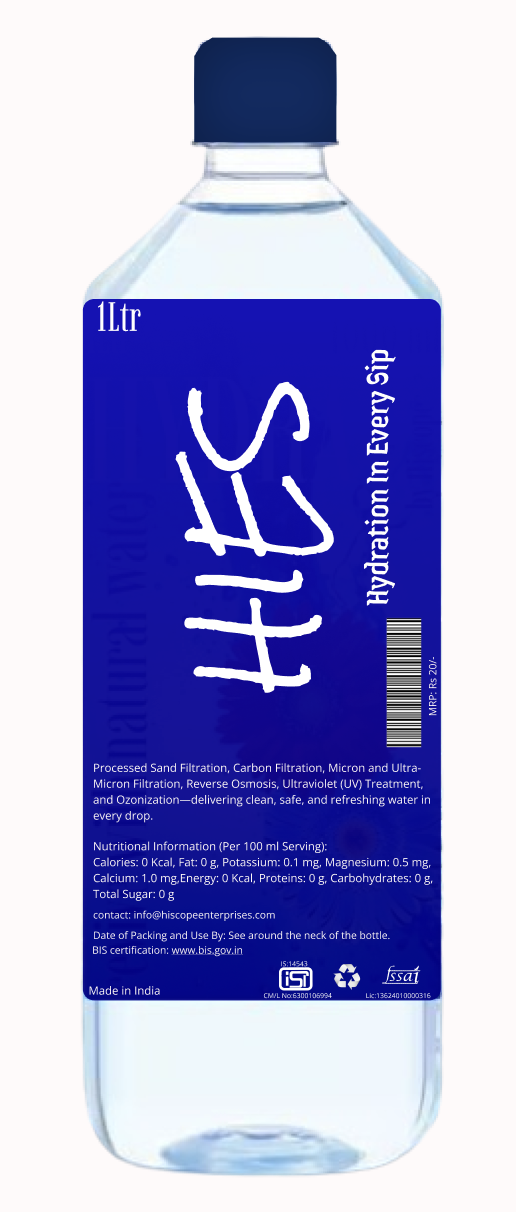 1Ltr
HIES
Hydration In Every Sip
MRP: Rs 20/-
Processed Sand Filtration, Carbon Filtration, Micron and Ultra-
Micron Filtration, Reverse Osmosis, Ultraviolet (UV) Treatment,
and Ozonization—delivering clean, safe, and refreshing water in
every drop.
Nutritional Information (Per 100 ml Serving):
Calories: 0 Kcal, Fat: 0 g, Potassium: 0.1 mg, Magnesium: 0.5 mg,
Calcium: 1.0 mg,Energy: 0 Kcal, Proteins: 0 g, Carbohydrates: 0 g,
Total Sugar: 0 g
contact: info@hiscopeenterprises.com
Date of Packing and Use By: See around the neck of the bottle.
BIS certification: www.bis.gov.in
IS:14543
ISI
fssai
Made in India
CM/L No:6300106994
Lic:13624010000316
natural water